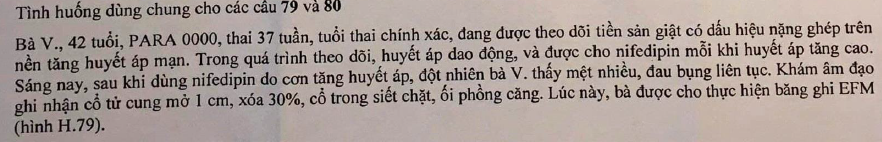 Tình huống dùng chung cho các câu 79 và 80
Bà V., 42 tuổi, PARA 0000, thai 37 tuần, tuổi thai chính xác, đang được theo dõi tiền sản giật có dấu hiệu nặng ghép trên
nền tăng huyết áp mạn. Trong quá trình theo dõi, huyết áp dao động, và được cho nifedipin mỗi khi huyết áp tăng cao.
Sáng nay, sau khi dùng nifedipin do cơn tăng huyết áp, đột nhiên bà V. thấy mệt nhiều, đau bụng liên tục. Khám âm đạo
ghi nhận cổ tử cung mở 1 cm, xóa 30%, cổ trong siết chặt, ối phồng căng. Lúc này, bà được cho thực hiện băng ghi EFM
(hình H.79).